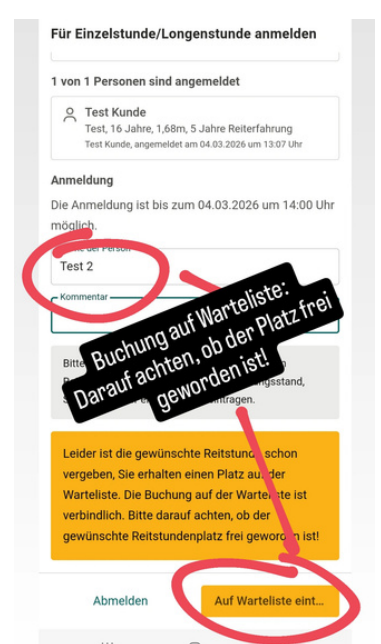 Für Einzelstunde/Longenstunde anmelden
1 von 1 Personen sind angemeldet
Test Kunde
Test, 16 Jahre, 1,68m, 5 Jahre Reiterfahrung
Test Kunde, angemeldet am 04.03.2026 um 13:07 Uhr
Anmeldung
Die Anmeldung ist bis zum 04.03.2026 um 14:00 Uhr
möglich.
der Person
Test 2
Kommentar
Buchung auf Warteliste:
Darauf achten, ob der Platz frei
geworden ist!
Bitte
eintragen.
Leider ist die gewünschte Reitstunde schon
vergeben, Sie erhalten einen Platz auf der
Warteliste. Die Buchung auf der Warteliste ist
verbindlich. Bitte darauf achten, ob der
gewünschte Reitstundenplatz frei geworden ist!
Abmelden
Auf Warteliste eint...